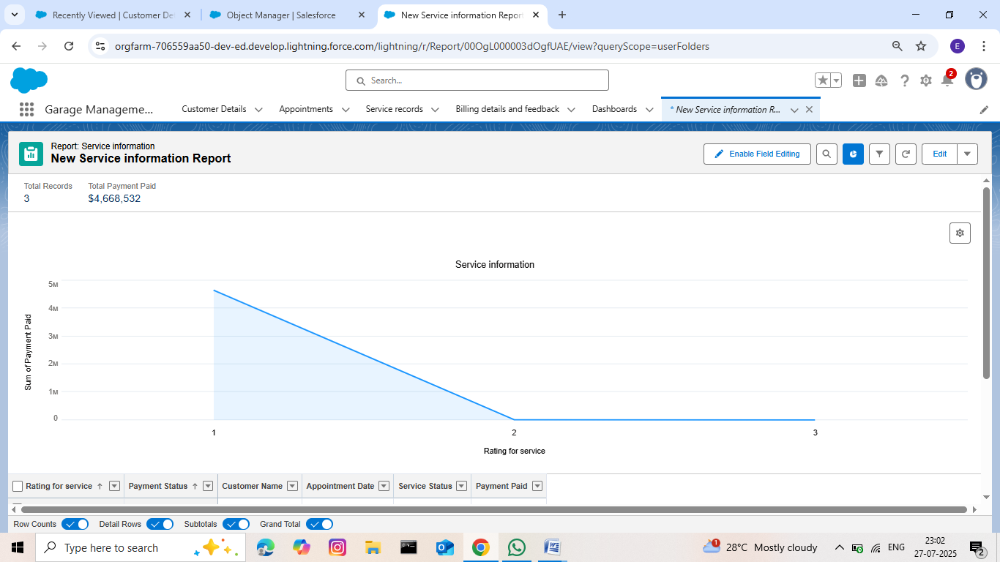 Recently Viewed | Customer De
Object Manager | Salesforce
New Service information Report
orgfarm-706559aa50-dev-ed.develop.lightning.force.com/lightning/r/Report/00OgL000003dOgfUAE/view?queryScope=userFolders
E
Search...
2
Garage Manageme...
Customer Details
Appointments
Service records
Billing details and feedback
Dashboards
* New Service information R...
Report: Service information
New Service information Report
Enable Field Editing
Edit
Total Records
3
Total Payment Paid
$4,668,532
Service information
5M
4M
3M
2M
1M
0
Sum of Payment Paid
1
2
3
Rating for service
Rating for service
Payment Status
Customer Name
Appointment Date
Service Status
Payment Paid
Row Counts
Detail Rows
Subtotals
Grand Total
Type here to search
1
28°C Mostly cloudy
ENG
23:02
27-07-2025
2